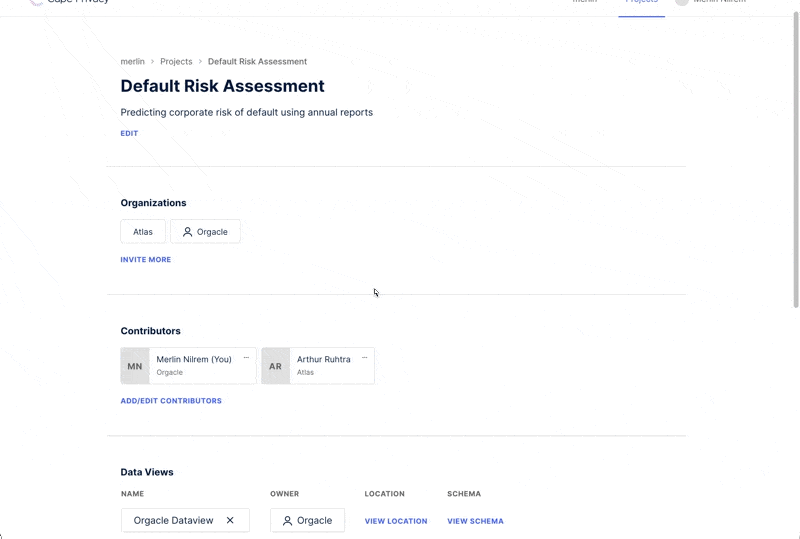 Cape Privacy
merlin Projects Merlin Nilrem
merlin > Projects > Default Risk Assessment
Default Risk Assessment
Predicting corporate risk of default using annual reports
EDIT
Organizations
Atlas Orgacle
INVITE MORE
Contributors
MN Merlin Nilrem (You) ... AR Arthur Ruhtra ...
Orgacle Atlas
ADD/EDIT CONTRIBUTORS
Data Views
NAME OWNER LOCATION SCHEMA
Orgacle Dataview × Orgacle VIEW LOCATION VIEW SCHEMA